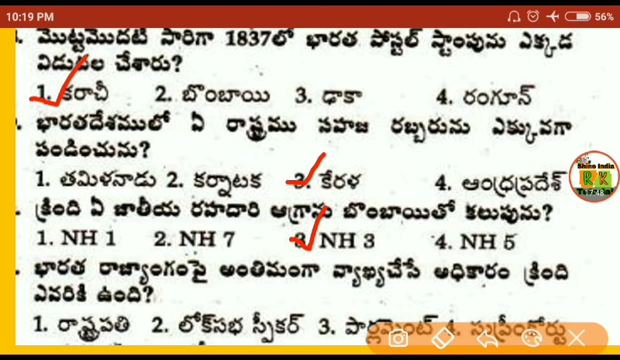 10:19 PM 56%
. మొట్టమొదటి సారిగా 1837లో భారత పోస్టల్ స్టాంపును ఎక్కడ
విడుదల చేశారు?
1. కరాచీ 2. బొంబాయి 3. ఢాకా 4. రంగూన్
. భారతదేశములో ఏ రాష్ట్రము సహజ రబ్బరును ఎక్కువగా
పండించును?
1. తమిళనాడు 2. కర్నాటక 3. కేరళ 4. ఆంధ్రప్రదేశ్
Shine India
RK
. క్రింది ఏ జాతీయ రహదారి ఆగ్రాను బొంబాయితో కలుపును?
1. NH 1 2. NH 7 3. NH 3 4. NH 5
. భారత రాజ్యాంగంపై అంతిమంగా వ్యాఖ్యచేసే అధికారం క్రింది
ఎవరికి ఉంది?
1. రాష్ట్రపతి 2. లోక్‌సభ స్పీకర్ 3. పార్లమెంట్ 4. సుప్రీంకోర్టు